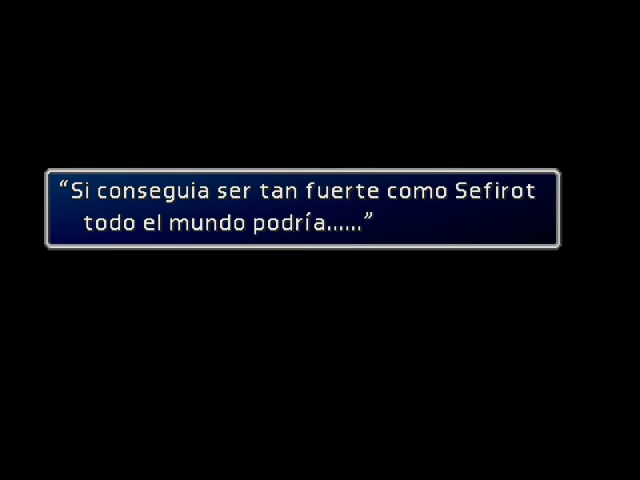 “Si conseguia ser tan fuerte como Sefirot
todo el mundo podría......”